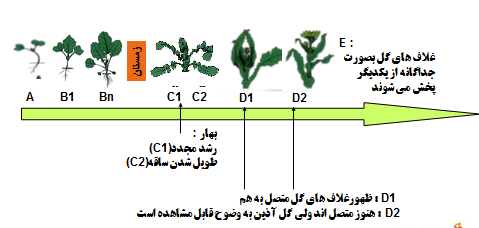 E :
غلاف های گل بصورت
جداگانه از یکدیگر
پخش می شوند
زمستان
A B1 Bn C1 C2 D1 D2
بهار :
رشد مجدد(C1)
طویل شدن ساقه(C2)
D1 : ظهورغلاف های گل متصل به هم
D2 : هنوز متصل اند ولی گل آذین به وضوح قابل مشاهده است